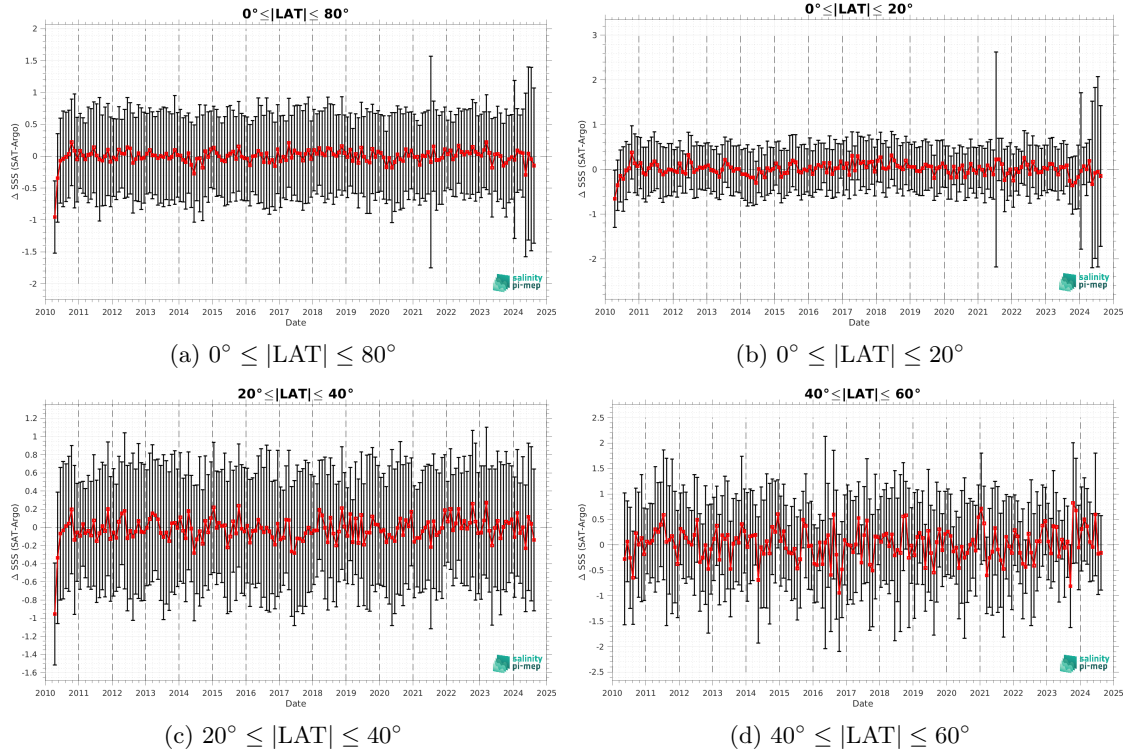 0°≤|LAT|≤ 80°
Δ SSS (SAT-Argo)
2
1.5
1
0.5
0
-0.5
-1
-1.5
-2
2010 2011 2012 2013 2014 2015 2016 2017 2018 2019 2020 2021 2022 2023 2024 2025
Date
salinity
pi-mep
(a) 0° ≤ |LAT| ≤ 80°
0°≤|LAT|≤ 20°
Δ SSS (SAT-Argo)
3
2
1
0
-1
-2
2010 2011 2012 2013 2014 2015 2016 2017 2018 2019 2020 2021 2022 2023 2024 2025
Date
salinity
pi-mep
(b) 0° ≤ |LAT| ≤ 20°
20°≤|LAT|≤ 40°
Δ SSS (SAT-Argo)
1.2
1
0.8
0.6
0.4
0.2
0
-0.2
-0.4
-0.6
-0.8
-1
-1.2
-1.4
-1.6
2010 2011 2012 2013 2014 2015 2016 2017 2018 2019 2020 2021 2022 2023 2024 2025
Date
salinity
pi-mep
(c) 20° ≤ |LAT| ≤ 40°
40°≤|LAT|≤ 60°
Δ SSS (SAT-Argo)
2.5
2
1.5
1
0.5
0
-0.5
-1
-1.5
-2
-2.5
2010 2011 2012 2013 2014 2015 2016 2017 2018 2019 2020 2021 2022 2023 2024 2025
Date
salinity
pi-mep
(d) 40° ≤ |LAT| ≤ 60°